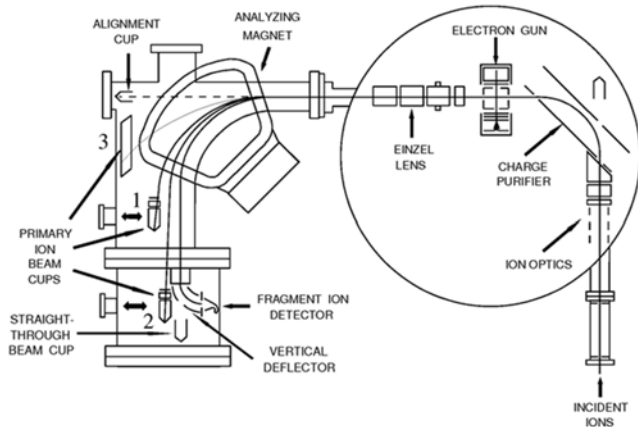 ALIGNMENT
CUP
ANALYZING
MAGNET
ELECTRON GUN
3
EINZEL
LENS
CHARGE
PURIFIER
1
PRIMARY
ION
BEAM
CUPS
ION OPTICS
2
FRAGMENT ION
DETECTOR
STRAIGHT-
THROUGH
BEAM CUP
VERTICAL
DEFLECTOR
INCIDENT
IONS